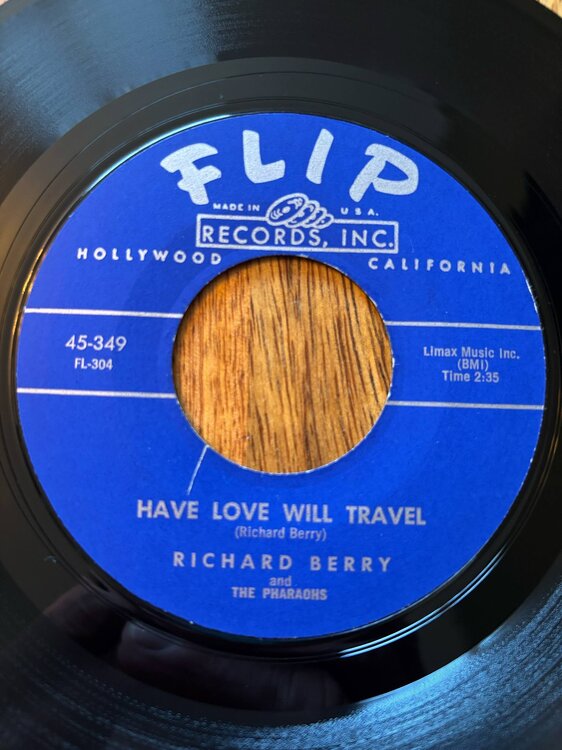 FLIP
MADE IN U.S.A.
RECORDS, INC.
HOLLYWOOD CALIFORNIA
45-349
FL-304
Limax Music Inc.
(BMI)
Time 2:35
HAVE LOVE WILL TRAVEL
(Richard Berry)
RICHARD BERRY
and
THE PHARAOHS